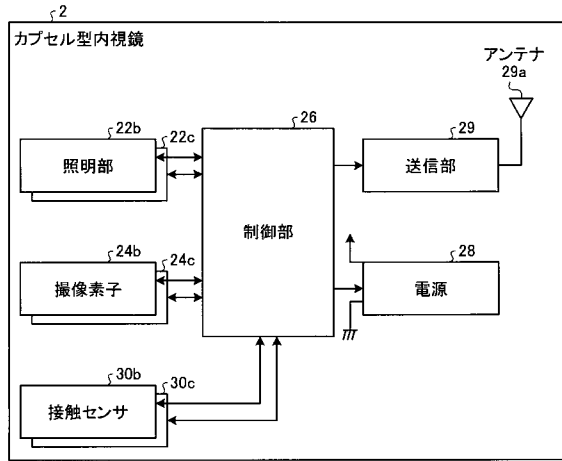 2
カプセル型内視鏡
アンテナ
29a
22b
22c
照明部
26
制御部
29
送信部
24b
24c
撮像素子
28
電源
30b
30c
接触センサ